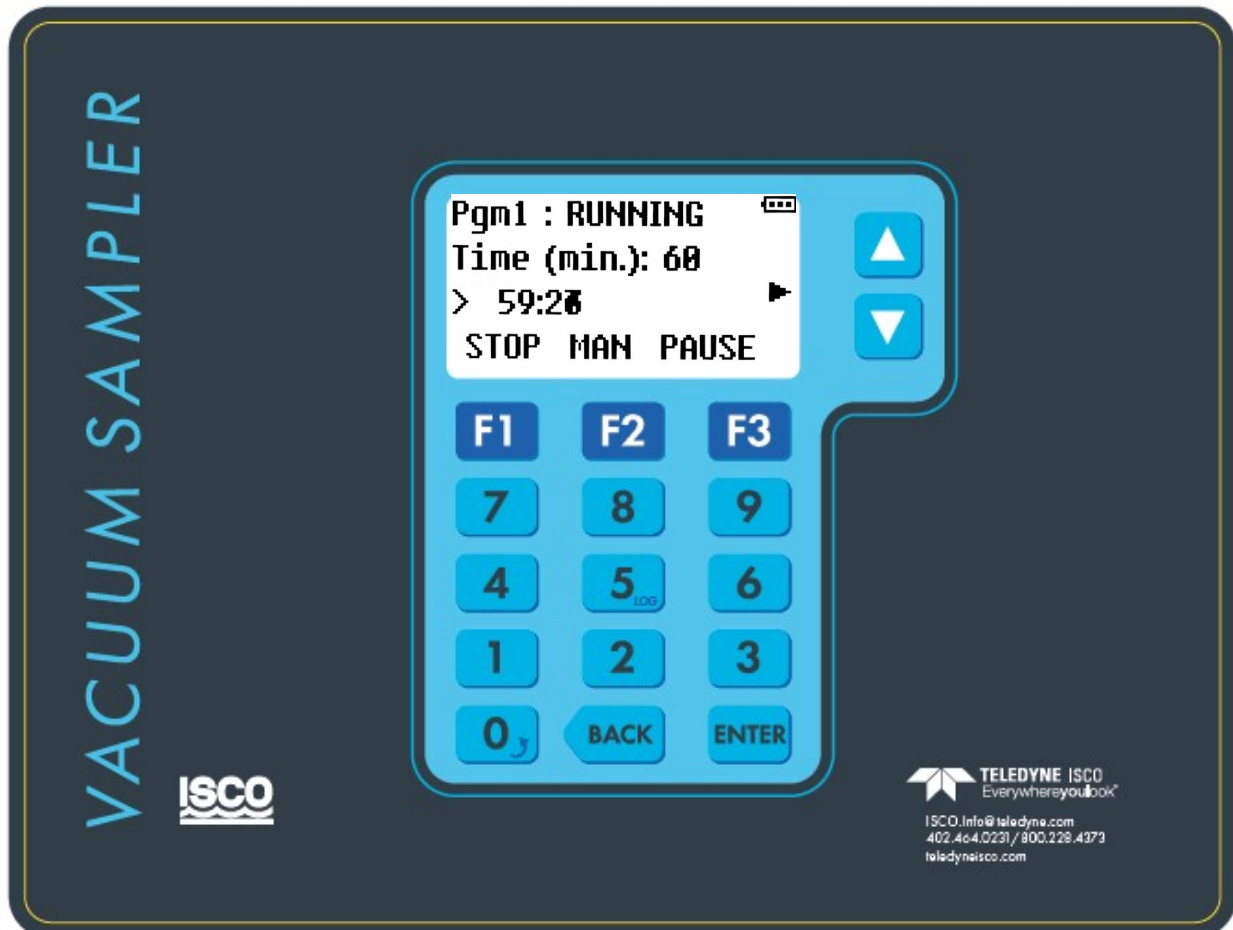 VACUUM SAMPLER
Pgm1 : RUNNING
Time (min.): 60
>
STOP MAN PAUSE
F1 F2 F3
7 8 9
4 5 LOG 6
1 2 3
0 BACK ENTER
ISCO
TELEDYNE ISCO
Everywhereyoulook
ISCO.Info@teledyne.com
402.464.0231 / 800.228.4373
teledyneisco.com